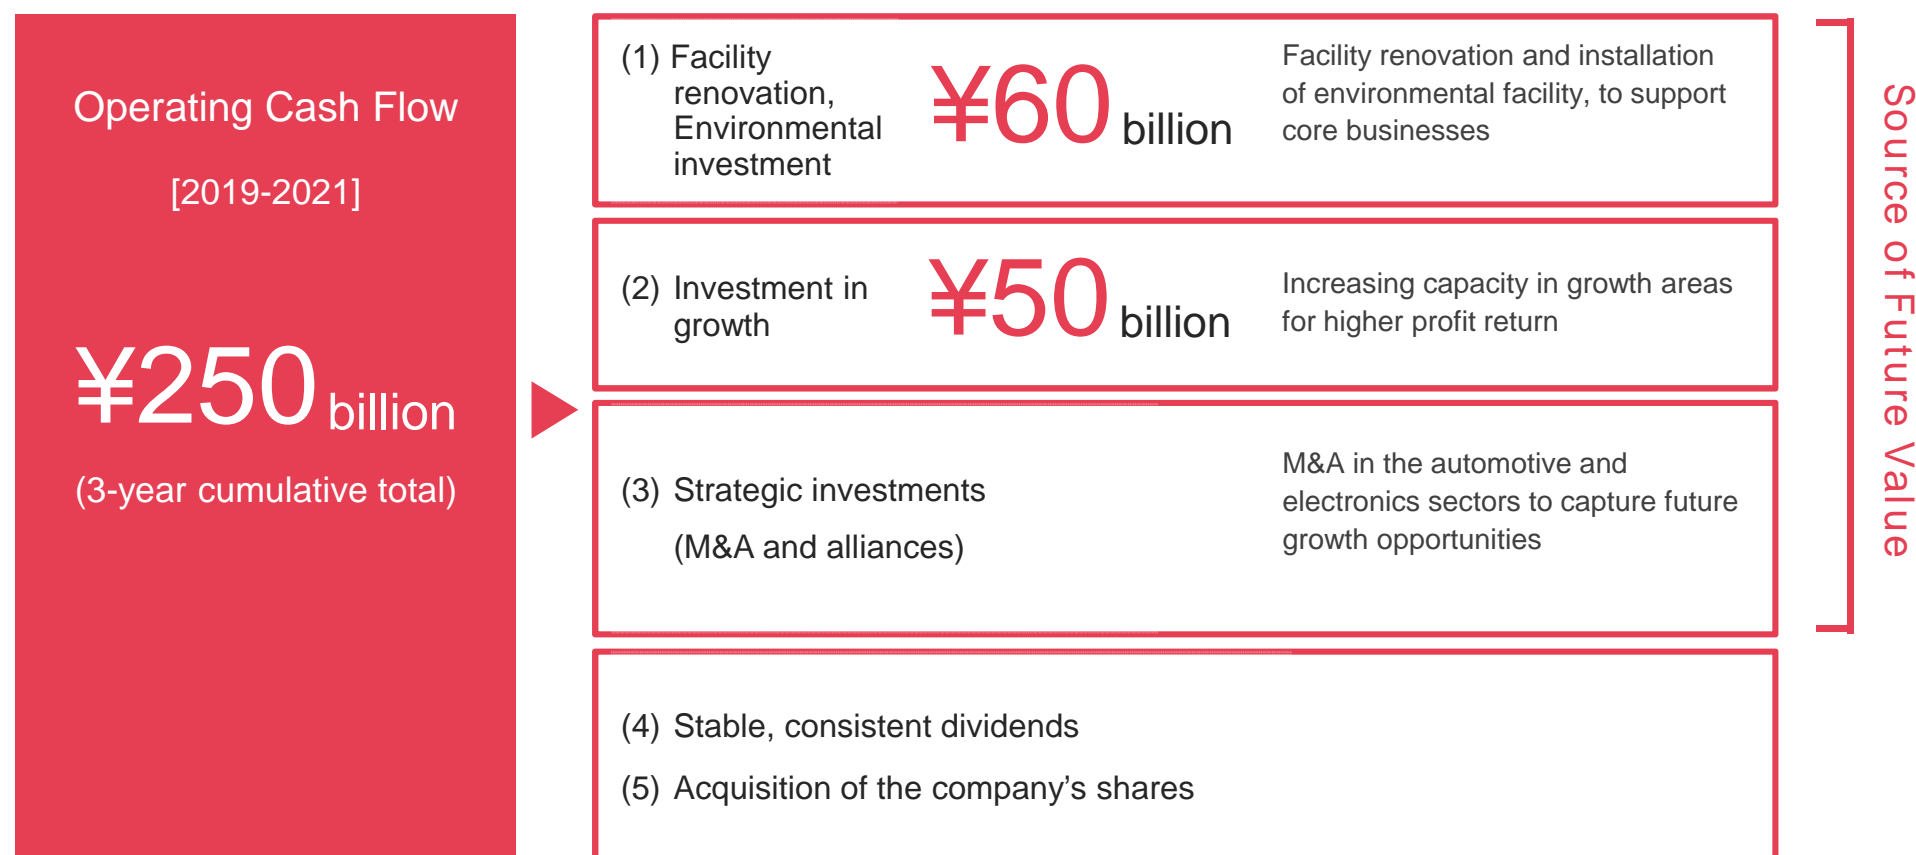 Operating Cash Flow
[2019-2021]
¥250 billion
(3-year cumulative total)
(1) Facility
renovation,
Environmental
investment
¥60 billion
Facility renovation and installation
of environmental facility, to support
core businesses
(2) Investment in
growth
¥50 billion
Increasing capacity in growth areas
for higher profit return
(3) Strategic investments
(M&A and alliances)
M&A in the automotive and
electronics sectors to capture future
growth opportunities
(4) Stable, consistent dividends
(5) Acquisition of the company’s shares
Source of Future Value